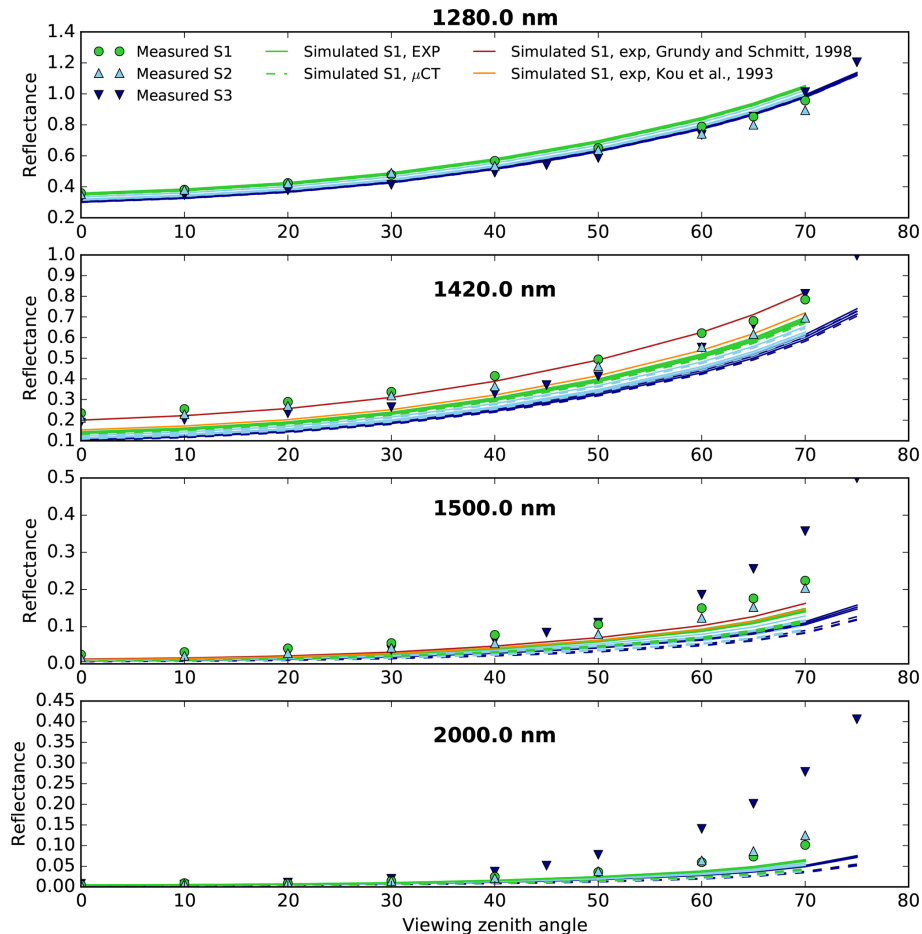 1280.0 nm
1.4
1.2
1.0
0.8
0.6
0.4
0.2
Reflectance
Measured S1
Measured S2
Measured S3
Simulated S1, EXP
Simulated S1, μCT
Simulated S1, exp, Grundy and Schmitt, 1998
Simulated S1, exp, Kou et al., 1993
0 10 20 30 40 50 60 70 80
1420.0 nm
1.0
0.9
0.8
0.7
0.6
0.5
0.4
0.3
0.2
0.1
Reflectance
0 10 20 30 40 50 60 70 80
1500.0 nm
0.5
0.4
0.3
0.2
0.1
0.0
Reflectance
0 10 20 30 40 50 60 70 80
2000.0 nm
0.45
0.40
0.35
0.30
0.25
0.20
0.15
0.10
0.05
0.00
Reflectance
0 10 20 30 40 50 60 70 80
Viewing zenith angle